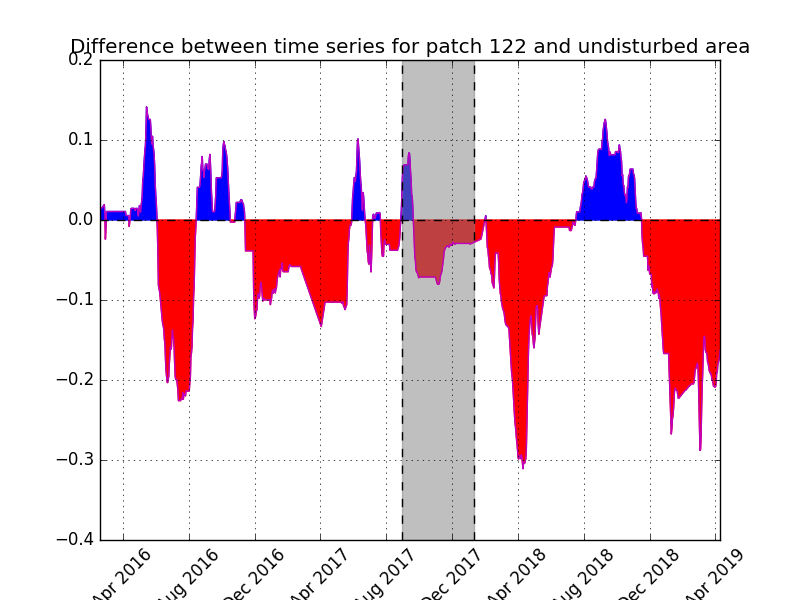 Difference between time series for patch 122 and undisturbed area
0.2
0.1
0.0
−0.1
−0.2
−0.3
−0.4
Apr 2016
Aug 2016
Dec 2016
Apr 2017
Aug 2017
Dec 2017
Apr 2018
Aug 2018
Dec 2018
Apr 2019